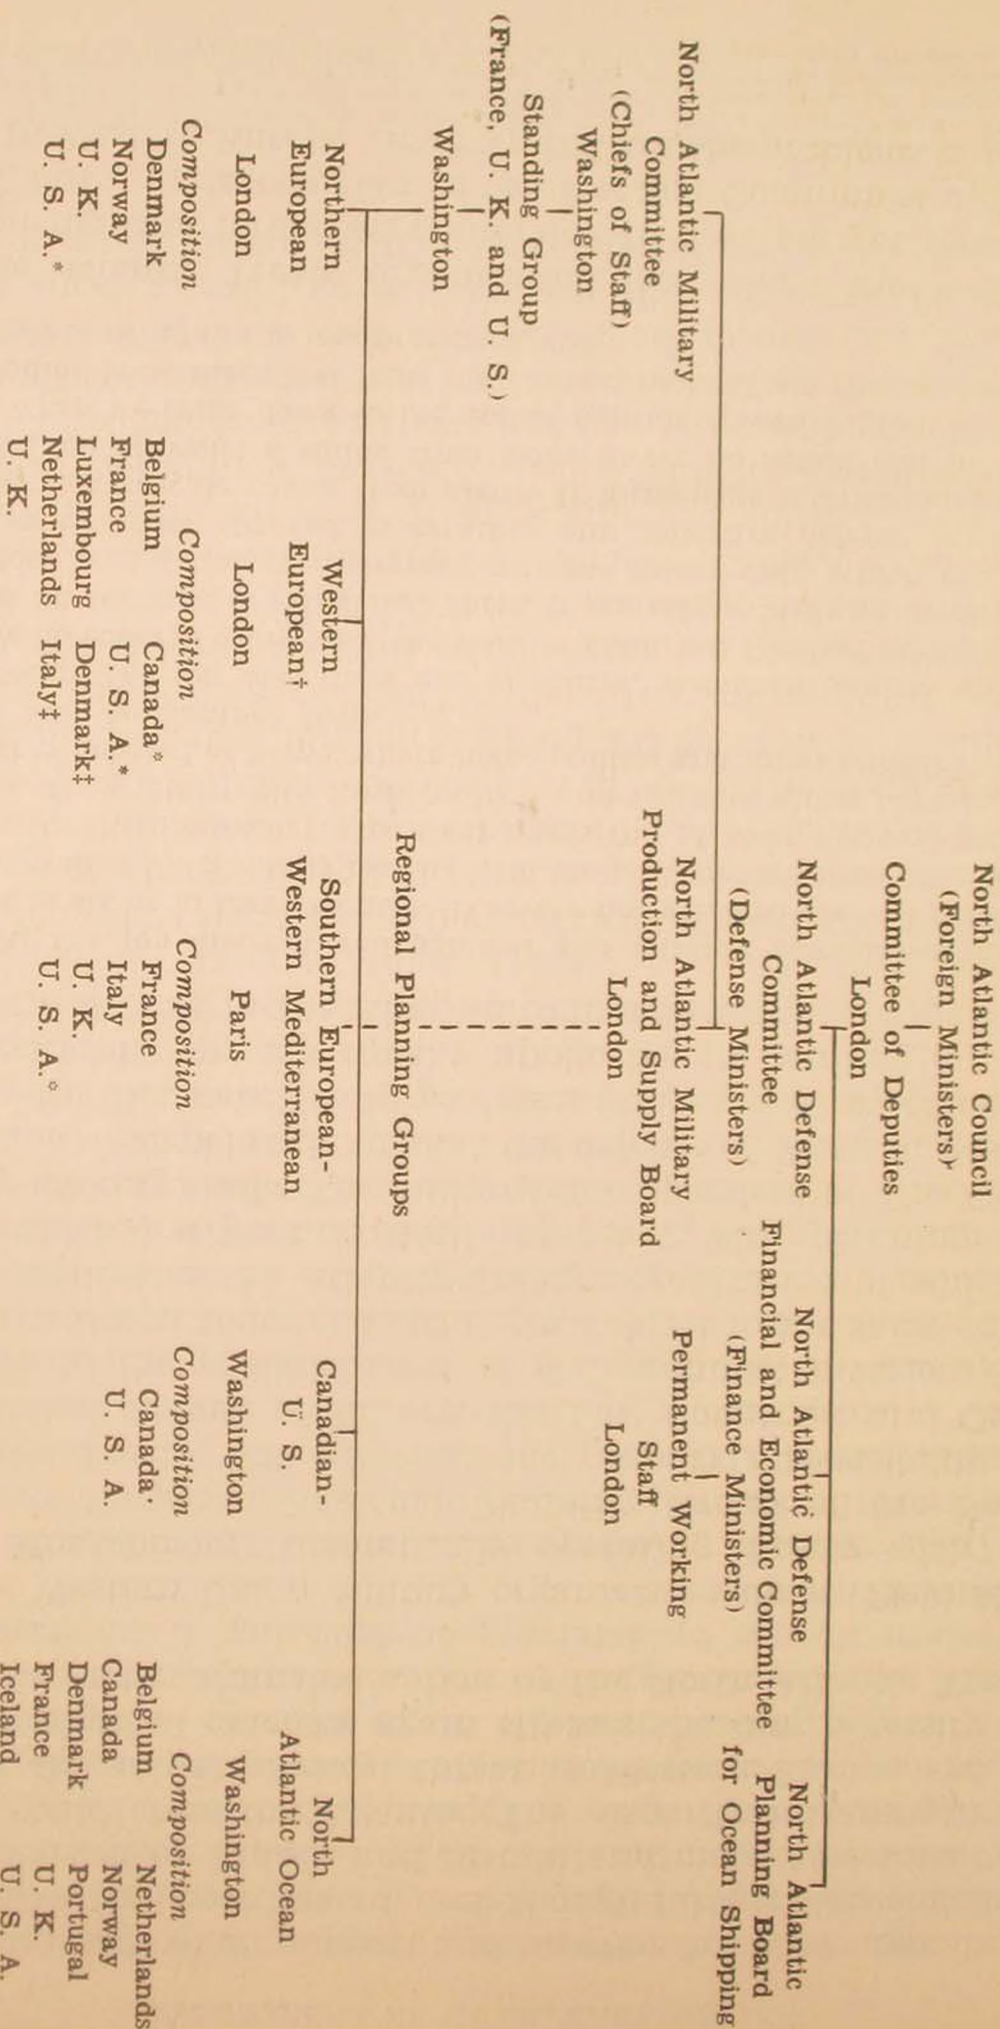 North Atlantic Council
(Foreign Ministers)
Committee of Deputies
London
North Atlantic Defense
Committee
(Defense Ministers)
North Atlantic Defense
Financial and Economic Committee
(Finance Ministers)
Permanent Working
Staff
London
North Atlantic
Planning Board
for Ocean Shipping
North Atlantic Military
Committee
(Chiefs of Staff)
Washington
Standing Group
(France, U. K. and U. S.)
Washington
North Atlantic Military
Production and Supply Board
London
Regional Planning Groups
Northern
European
London
Composition
Denmark
Norway
U. K.
U. S. A.*
Western
European†
London
Composition
Belgium Canada*
France U. S. A.*
Luxembourg Denmark‡
Netherlands Italy‡
U. K.
Southern European-
Western Mediterranean
Paris
Composition
France
Italy
U. K.
U. S. A.*
Canadian-
U. S.
Washington
Composition
Canada
U. S. A.
North
Atlantic Ocean
Washington
Composition
Belgium Netherlands
Canada Norway
Denmark Portugal
France U. K.
Iceland U. S. A.